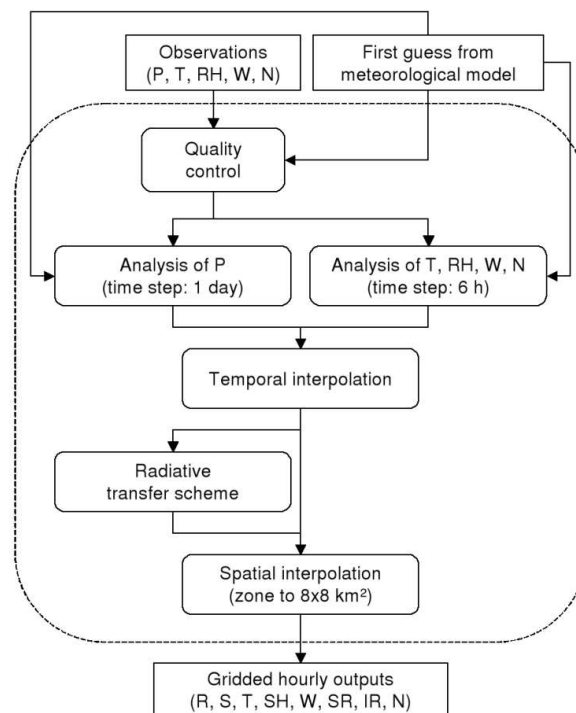 Observations
(P, T, RH, W, N)
First guess from
meteorological model
Quality
control
Analysis of P
(time step: 1 day)
Analysis of T, RH, W, N
(time step: 6 h)
Temporal interpolation
Radiative
transfer scheme
Spatial interpolation
(zone to 8x8 km²)
Gridded hourly outputs
(R, S, T, SH, W, SR, IR, N)